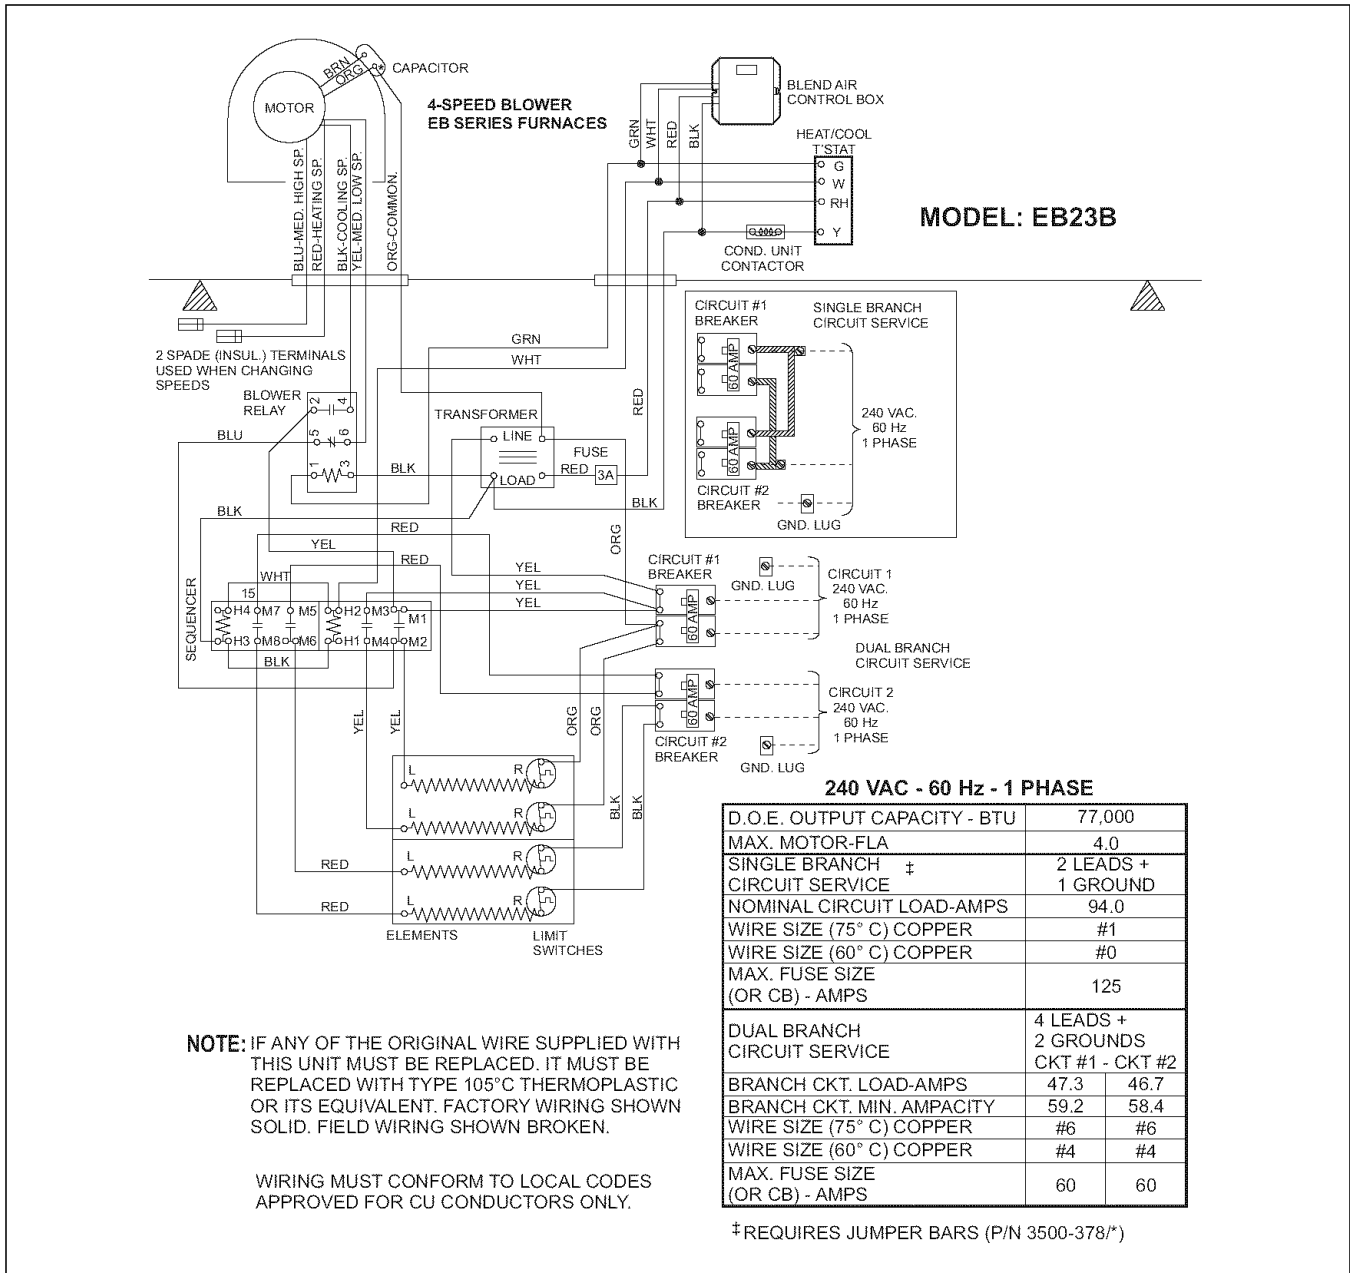 BRN
ORG
CAPACITOR
MOTOR
4-SPEED BLOWER
EB SERIES FURNACES
BLEND AIR
CONTROL BOX
GRN
WHT
RED
BLK
HEAT/COOL
T'STAT
G
W
RH
Y
MODEL: EB23B
COND. UNIT
CONTACTOR
BLU-MED. HIGH SP.
RED-HEATING SP.
BLK-COOLING SP.
YEL-MED. LOW SP.
ORG-COMMON.
2 SPADE (INSUL.) TERMINALS
USED WHEN CHANGING
SPEEDS
GRN
WHT
RED
CIRCUIT #1
BREAKER
SINGLE BRANCH
CIRCUIT SERVICE
60 AMP
60 AMP
240 VAC.
60 Hz
1 PHASE
CIRCUIT #2
BREAKER
GND. LUG
BLOWER
RELAY
2
4
5
6
1
3
BLU
BLK
TRANSFORMER
LINE
LOAD
FUSE
RED
3A
BLK
ORG
BLK
RED
YEL
RED
WHT
15
SEQUENCER
H4
M7
M5
H2
M3
M1
H3
M8
M6
H1
M4
M2
BLK
YEL
YEL
YEL
CIRCUIT #1
BREAKER
60 AMP
GND. LUG
CIRCUIT 1
240 VAC.
60 Hz
1 PHASE
DUAL BRANCH
CIRCUIT SERVICE
60 AMP
CIRCUIT #2
BREAKER
CIRCUIT 2
240 VAC.
60 Hz
1 PHASE
GND. LUG
YEL
YEL
ORG
ORG
BLK
BLK
L
R
L
R
L
R
L
R
RED
RED
ELEMENTS
LIMIT
SWITCHES
240 VAC - 60 Hz - 1 PHASE
D.O.E. OUTPUT CAPACITY - BTU 77,000
MAX. MOTOR-FLA 4.0
SINGLE BRANCH ‡ 2 LEADS +
CIRCUIT SERVICE 1 GROUND
NOMINAL CIRCUIT LOAD-AMPS 94.0
WIRE SIZE (75° C) COPPER #1
WIRE SIZE (60° C) COPPER #0
MAX. FUSE SIZE
(OR CB) - AMPS 125
DUAL BRANCH
CIRCUIT SERVICE
4 LEADS +
2 GROUNDS
CKT #1 - CKT #2
BRANCH CKT. LOAD-AMPS 47.3 46.7
BRANCH CKT. MIN. AMPACITY 59.2 58.4
WIRE SIZE (75° C) COPPER #6 #6
WIRE SIZE (60° C) COPPER #4 #4
MAX. FUSE SIZE
(OR CB) - AMPS 60 60
‡REQUIRES JUMPER BARS (P/N 3500-378/*)
NOTE: IF ANY OF THE ORIGINAL WIRE SUPPLIED WITH
THIS UNIT MUST BE REPLACED. IT MUST BE
REPLACED WITH TYPE 105°C THERMOPLASTIC
OR ITS EQUIVALENT. FACTORY WIRING SHOWN
SOLID. FIELD WIRING SHOWN BROKEN.
WIRING MUST CONFORM TO LOCAL CODES
APPROVED FOR CU CONDUCTORS ONLY.